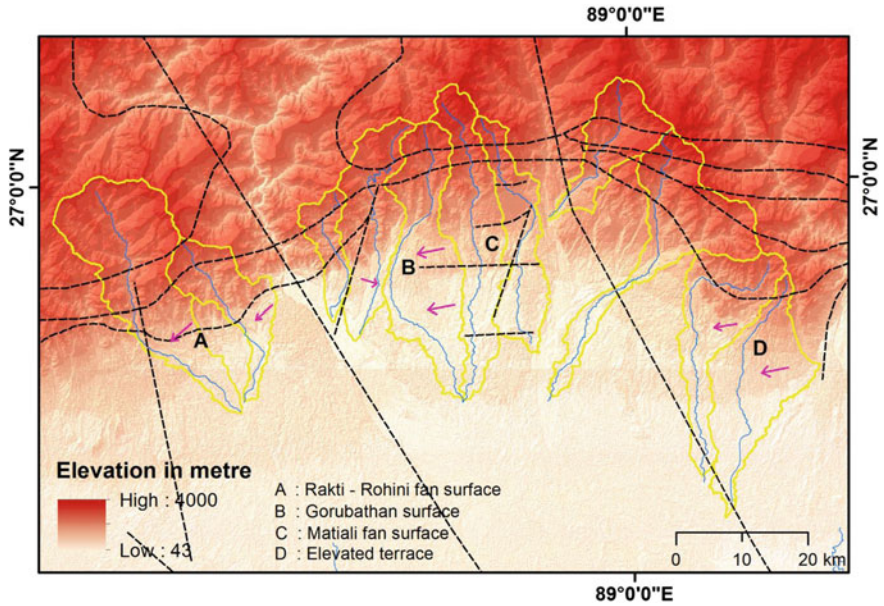 89°0'0"E
27°0'0"N
27°0'0"N
A
B
C
D
Elevation in metre
High : 4000
Low : 43
A : Rakti - Rohini fan surface
B : Gorubathan surface
C : Matiali fan surface
D : Elevated terrace
0 10 20 km
89°0'0"E